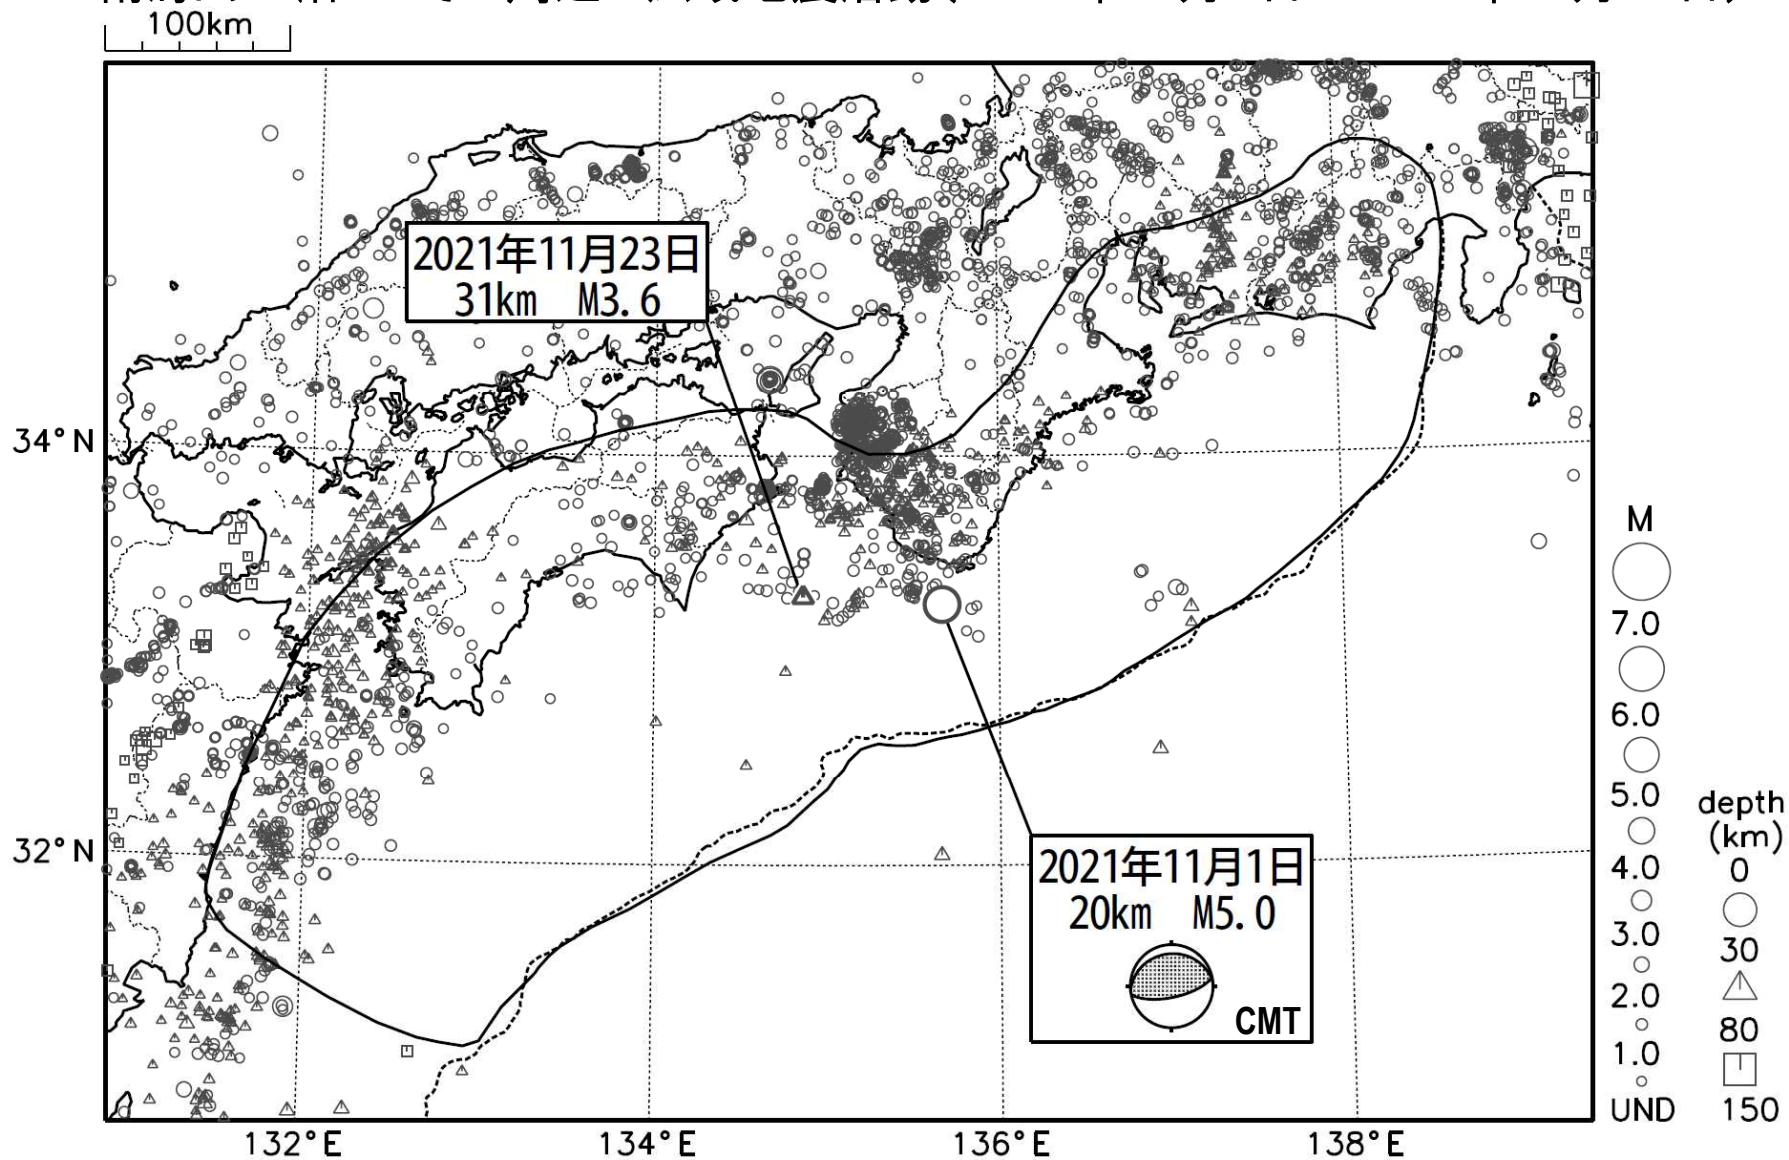 100km
2021年11月23日
31km M3.6
34°N
M
7.0
6.0
5.0
4.0
3.0
2.0
1.0
UND
depth
(km)
0
30
80
150
32°N
2021年11月1日
20km M5.0
CMT
132°E
134°E
136°E
138°E